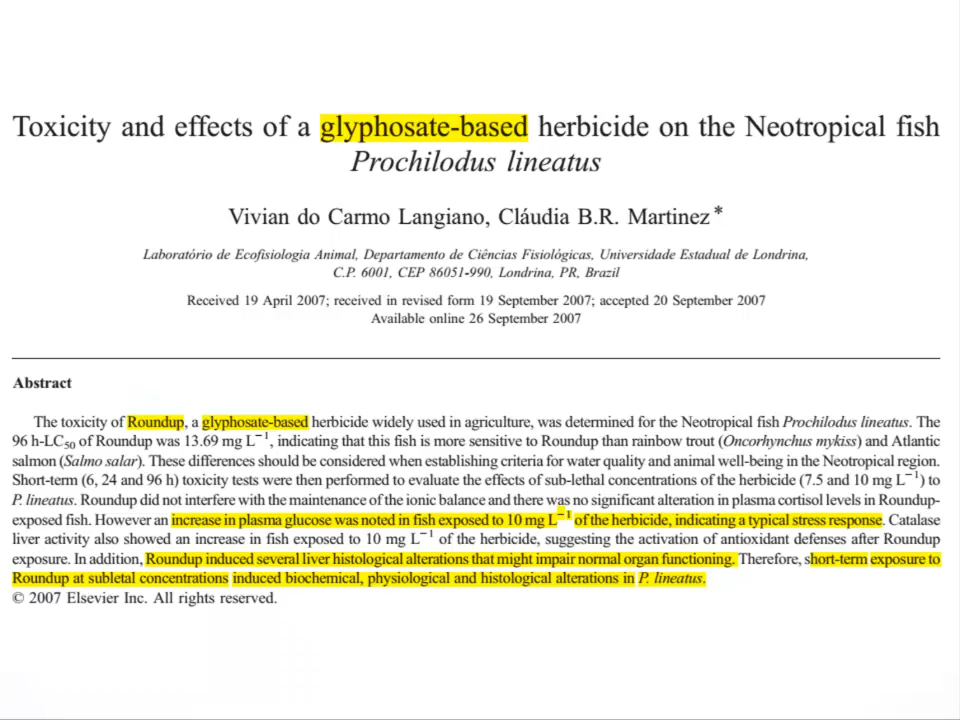 Toxicity and effects of a glyphosate-based herbicide on the Neotropical fish
Prochilodus lineatus
Vivian do Carmo Langiano, Cláudia B.R. Martinez*
Laboratório de Ecofisiologia Animal, Departamento de Ciências Fisiológicas, Universidade Estadual de Londrina,
C.P. 6001, CEP 86051-990, Londrina, PR, Brazil
Received 19 April 2007; received in revised form 19 September 2007; accepted 20 September 2007
Available online 26 September 2007
Abstract
The toxicity of Roundup, a glyphosate-based herbicide widely used in agriculture, was determined for the Neotropical fish Prochilodus lineatus. The
96 h-LC50 of Roundup was 13.69 mg L−1, indicating that this fish is more sensitive to Roundup than rainbow trout (Oncorhynchus mykiss) and Atlantic
salmon (Salmo salar). These differences should be considered when establishing criteria for water quality and animal well-being in the Neotropical region.
Short-term (6, 24 and 96 h) toxicity tests were then performed to evaluate the effects of sub-lethal concentrations of the herbicide (7.5 and 10 mg L−1) to
P. lineatus. Roundup did not interfere with the maintenance of the ionic balance and there was no significant alteration in plasma cortisol levels in Roundup-
exposed fish. However an increase in plasma glucose was noted in fish exposed to 10 mg L−1 of the herbicide, indicating a typical stress response. Catalase
liver activity also showed an increase in fish exposed to 10 mg L−1 of the herbicide, suggesting the activation of antioxidant defenses after Roundup
exposure. In addition, Roundup induced several liver histological alterations that might impair normal organ functioning. Therefore, short-term exposure to
Roundup at subletal concentrations induced biochemical, physiological and histological alterations in P. lineatus.
© 2007 Elsevier Inc. All rights reserved.